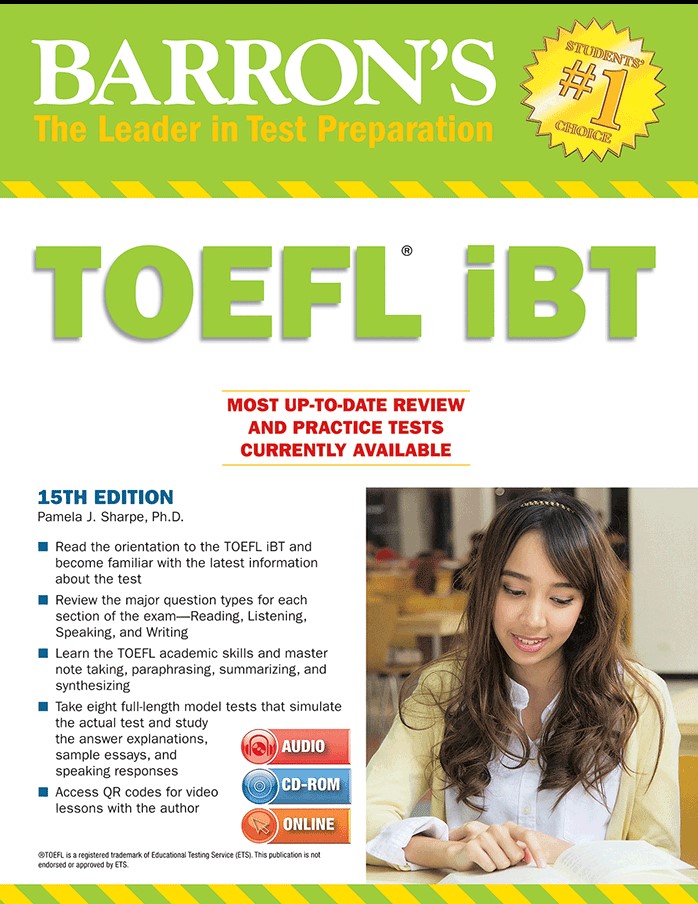 BARRON'S
The Leader in Test Preparation
STUDENTS'
#1
CHOICE
TOEFL® iBT
MOST UP-TO-DATE REVIEW
AND PRACTICE TESTS
CURRENTLY AVAILABLE
15TH EDITION
Pamela J. Sharpe, Ph.D.
■ Read the orientation to the TOEFL iBT and
become familiar with the latest information
about the test
■ Review the major question types for each
section of the exam—Reading, Listening,
Speaking, and Writing
■ Learn the TOEFL academic skills and master
note taking, paraphrasing, summarizing, and
synthesizing
■ Take eight full-length model tests that simulate
the actual test and study
the answer explanations,
sample essays, and
speaking responses
■ Access QR codes for video
lessons with the author
AUDIO
CD-ROM
ONLINE
®TOEFL is a registered trademark of Educational Testing Service (ETS). This publication is not
endorsed or approved by ETS.